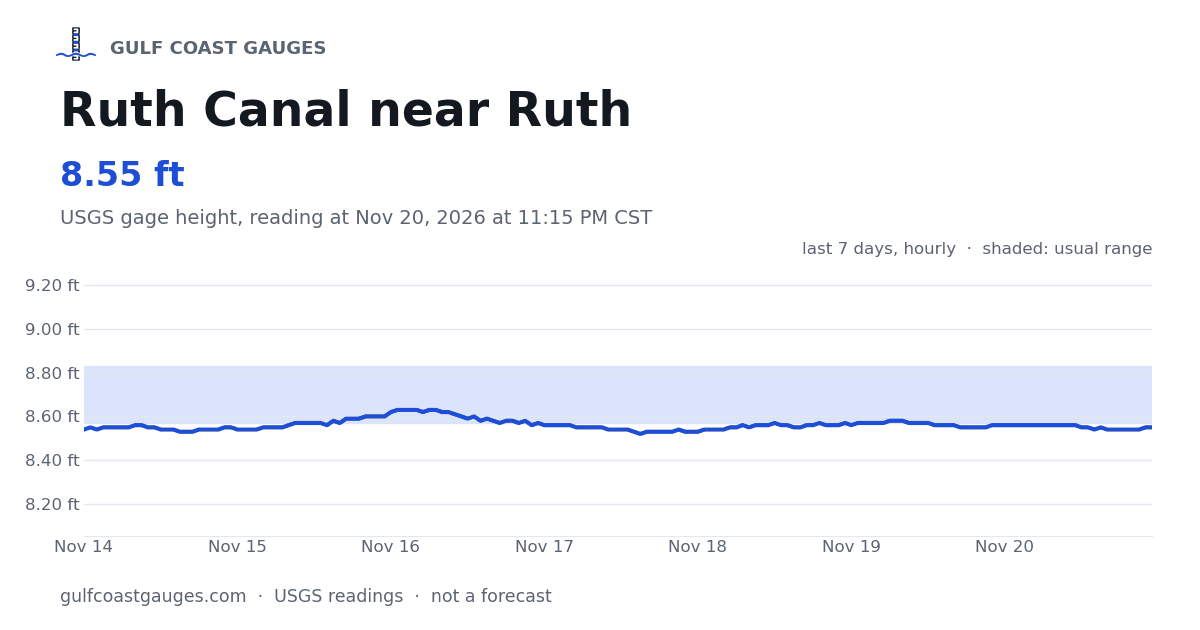 GULF COAST GAUGES
Ruth Canal near Ruth
8.55 ft
USGS gage height, reading at Nov 20, 2026 at 11:15 PM CST
last 7 days, hourly · shaded: usual range
9.20 ft
9.00 ft
8.80 ft
8.60 ft
8.40 ft
8.20 ft
Nov 14 Nov 15 Nov 16 Nov 17 Nov 18 Nov 19 Nov 20
gulfcoastgauges.com · USGS readings · not a forecast